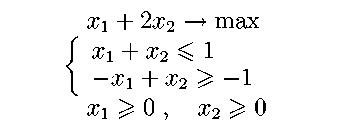 x₁ + 2x₂ → max
x₁ + x₂ ⩽ 1
−x₁ + x₂ ⩾ −1
x₁ ⩾ 0 , x₂ ⩾ 0